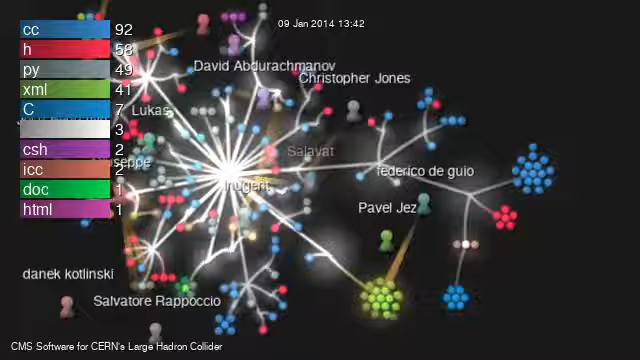 09 Jan 2014 13:42
cc 92
h 58
py 49
xml 41
C 7
3
csh 2
icc 2
doc 1
html 1
David Abdurachmanov
Christopher Jones
Lukas
Salavat
federico de guio
Pavel Jez
danek kotlinski
Salvatore Rappoccio
CMS Software for CERN's Large Hadron Collider